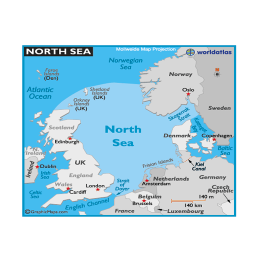 NORTH SEA
Mollweide Map Projection
worldatlas
Norwegian
Sea
Norway
Oslo
(Den)
Shetland
Islands
(UK)
Orkney
Islands
(UK)
Atlantic
Ocean
Sweden
Scotland
Edinburgh
North
Sea
Skagerrak
Strait
Denmark
Copenhagen
Baltic
Sea
Kiel
Canal
Ireland
Dublin
Irish
Sea
UK
England
Wales
Cardiff
London
Celtic
Sea
Strait
of
Dover
English Channel
Frisian Islands
Netherlands
Amsterdam
Germany
Czech
Republic
Belgium
Brussels
Luxembourg
France
140 mi
140 km
©GraphicMaps.com